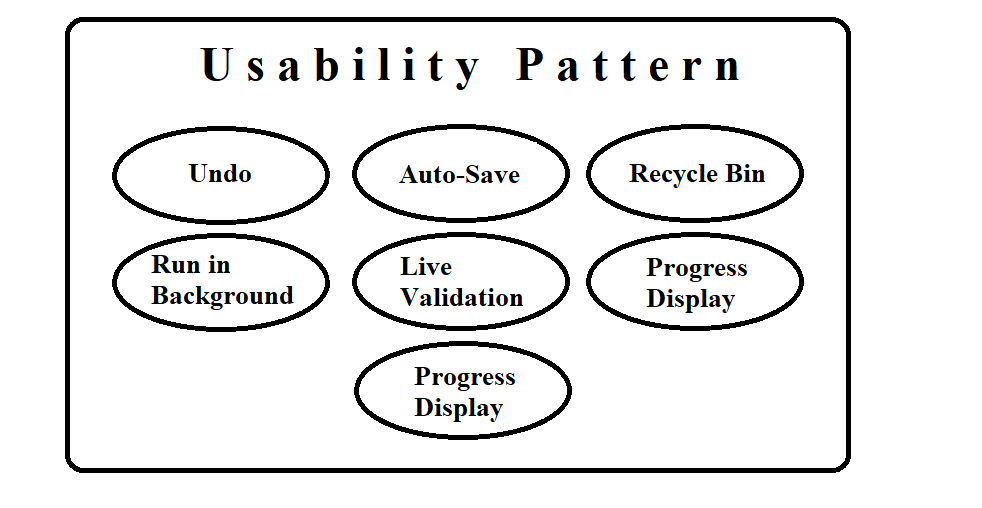 Usability Pattern
Undo
Auto-Save
Recycle Bin
Run in
Background
Live
Validation
Progress
Display
Progress
Display